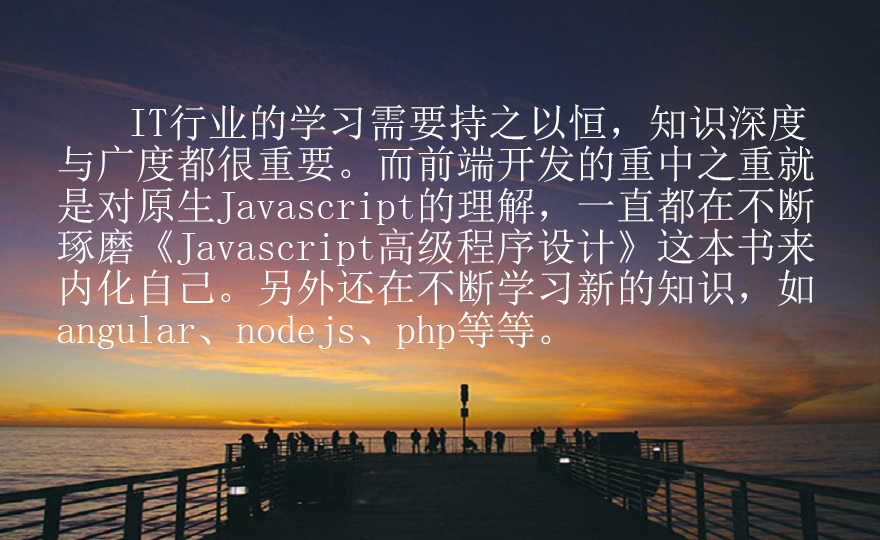 IT行业的学习需要持之以恒，知识深度
与广度都很重要。而前端开发的重中之重就
是对原生Javascript的理解，一直都在不断
琢磨《Javascript高级程序设计》这本书来
内化自己。另外还在不断学习新的知识，如
angular、nodejs、php等等。